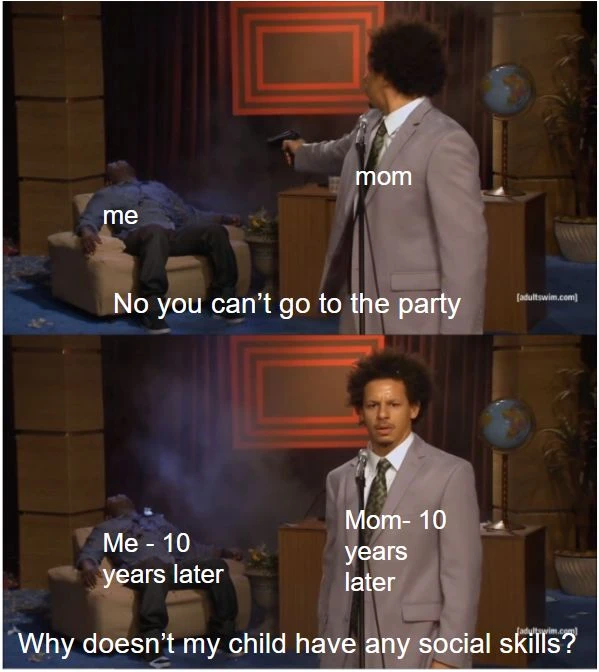 mom
me
No you can't go to the party
[adultswim.com]
Mom- 10
years
later
Me - 10
years later
[adultswim.com]
Why doesn't my child have any social skills?